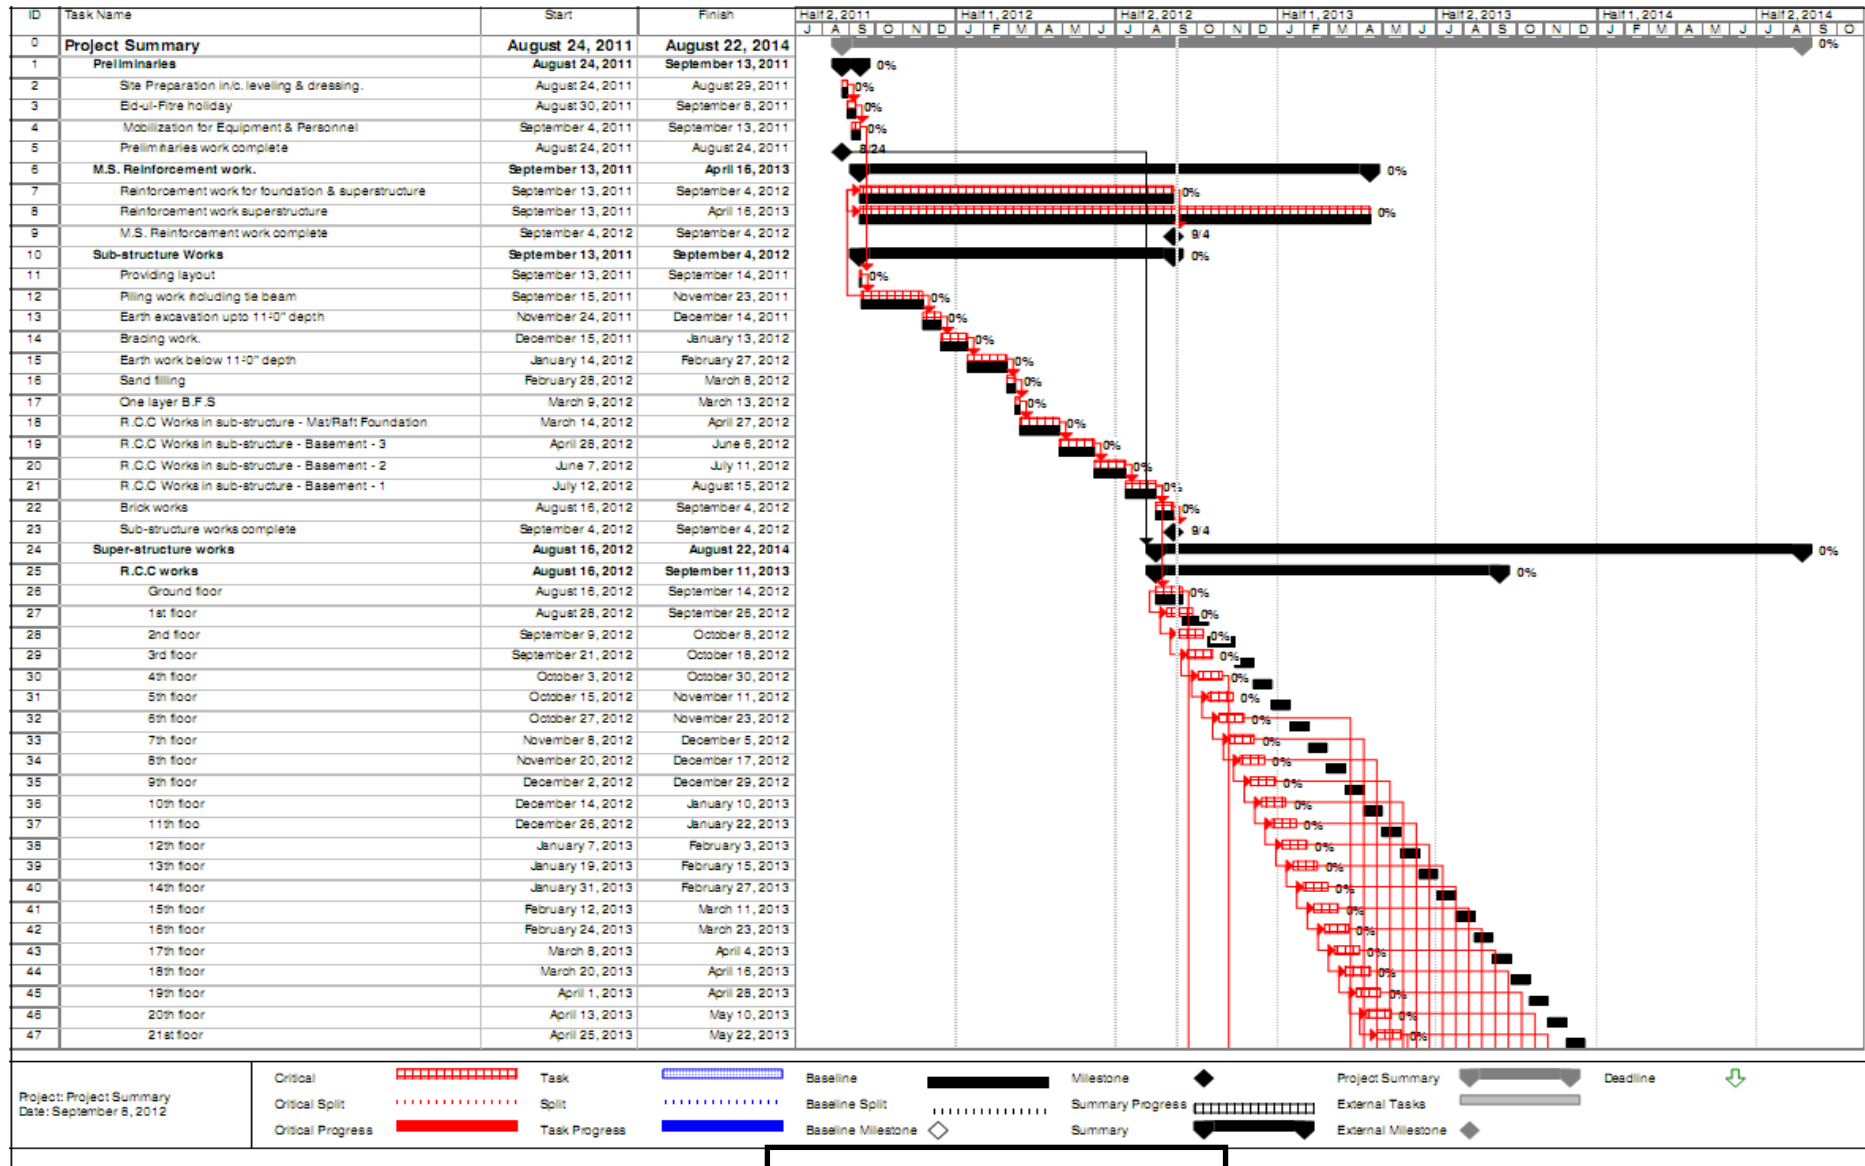 ID Task Name Start Finish Half 2, 2011 Half 1, 2012 Half 2, 2012 Half 1, 2013 Half 2, 2013 Half 1, 2014 Half 2, 2014
J A S O N D J F M A M J J A S O N D J F M A M J J A S O N D J F M A M J J A S O
0 Project Summary August 24, 2011 August 22, 2014 0%
1 Preliminaries August 24, 2011 September 13, 2011 0%
2 Site Preparation in/c. leveling & dressing. August 24, 2011 August 29, 2011 0%
3 Eid-ul-Fitre holiday August 30, 2011 September 8, 2011 0%
4 Mobilization for Equipment & Personnel September 4, 2011 September 13, 2011 0%
5 Preliminaries work complete August 24, 2011 August 24, 2011 8/24
6 M.S. Reinforcement work. September 13, 2011 April 16, 2013 0%
7 Reinforcement work for foundation & superstructure September 13, 2011 September 4, 2012 0%
8 Reinforcement work superstructure September 13, 2011 April 16, 2013 0%
9 M.S. Reinforcement work complete September 4, 2012 September 4, 2012 9/4
10 Sub-structure Works September 13, 2011 September 4, 2012 0%
11 Providing layout September 13, 2011 September 14, 2011 0%
12 Piling work including tie beam September 15, 2011 November 23, 2011 0%
13 Earth excavation upto 11'-0" depth November 24, 2011 December 14, 2011 0%
14 Bracing work. December 15, 2011 January 13, 2012 0%
15 Earth work below 11'-0" depth January 14, 2012 February 27, 2012 0%
16 Sand filling February 28, 2012 March 8, 2012 0%
17 One layer B.F.S March 9, 2012 March 13, 2012 0%
18 R.C.C Works in sub-structure - Mat/Raft Foundation March 14, 2012 April 27, 2012 0%
19 R.C.C Works in sub-structure - Basement - 3 April 28, 2012 June 6, 2012 0%
20 R.C.C Works in sub-structure - Basement - 2 June 7, 2012 July 11, 2012 0%
21 R.C.C Works in sub-structure - Basement - 1 July 12, 2012 August 15, 2012 0%
22 Brick works August 16, 2012 September 4, 2012 0%
23 Sub-structure works complete September 4, 2012 September 4, 2012 9/4
24 Super-structure works August 16, 2012 August 22, 2014 0%
25 R.C.C works August 16, 2012 September 11, 2013 0%
26 Ground floor August 16, 2012 September 14, 2012 0%
27 1st floor August 28, 2012 September 26, 2012 0%
28 2nd floor September 9, 2012 October 8, 2012 0%
29 3rd floor September 21, 2012 October 18, 2012 0%
30 4th floor October 3, 2012 October 30, 2012 0%
31 5th floor October 15, 2012 November 11, 2012 0%
32 6th floor October 27, 2012 November 23, 2012 0%
33 7th floor November 8, 2012 December 5, 2012 0%
34 8th floor November 20, 2012 December 17, 2012 0%
35 9th floor December 2, 2012 December 29, 2012 0%
36 10th floor December 14, 2012 January 10, 2013 0%
37 11th floo December 26, 2012 January 22, 2013 0%
38 12th floor January 7, 2013 February 3, 2013 0%
39 13th floor January 19, 2013 February 15, 2013 0%
40 14th floor January 31, 2013 February 27, 2013 0%
41 15th floor February 12, 2013 March 11, 2013 0%
42 16th floor February 24, 2013 March 23, 2013 0%
43 17th floor March 8, 2013 April 4, 2013 0%
44 18th floor March 20, 2013 April 16, 2013 0%
45 19th floor April 1, 2013 April 28, 2013 0%
46 20th floor April 13, 2013 May 10, 2013 0%
47 21st floor April 25, 2013 May 22, 2013 0%
Project: Project Summary
Date: September 8, 2012
Critical Task Baseline Milestone Project Summary Deadline
Critical Split Split Baseline Split Summary Progress External Tasks
Critical Progress Task Progress Baseline Milestone Summary External Milestone